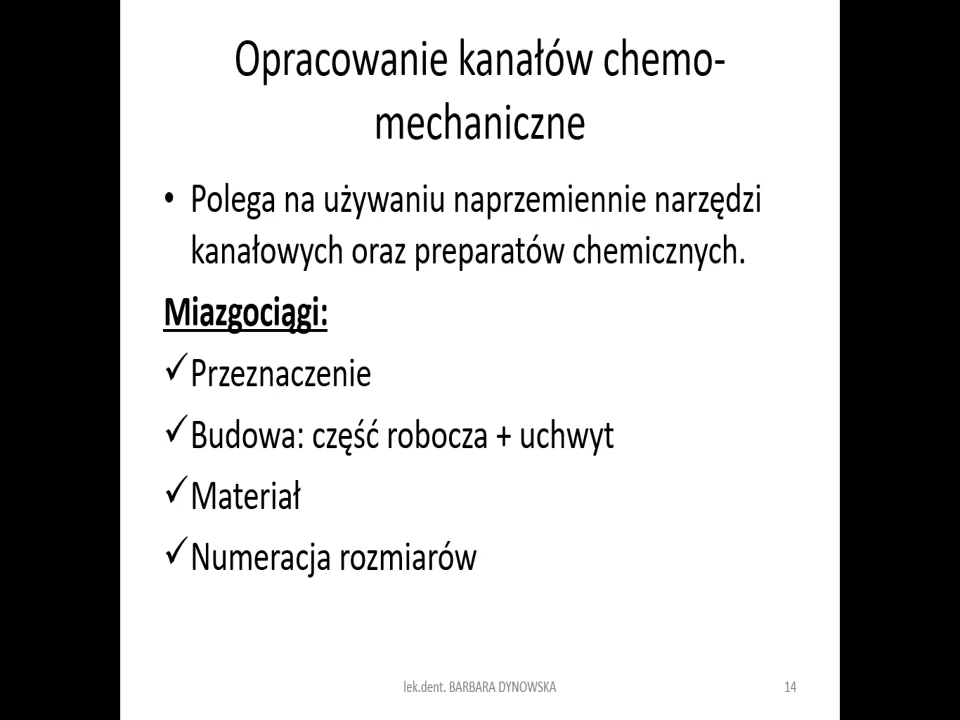 Opracowanie kanałów chemo-
mechaniczne
• Polega na używaniu naprzemiennie narzędzi
kanałowych oraz preparatów chemicznych.
Miazgociągi:
✓Przeznaczenie
✓Budowa: część robocza + uchwyt
✓Materiał
✓Numeracja rozmiarów
lek.dent. BARBARA DYNOWSKA
14